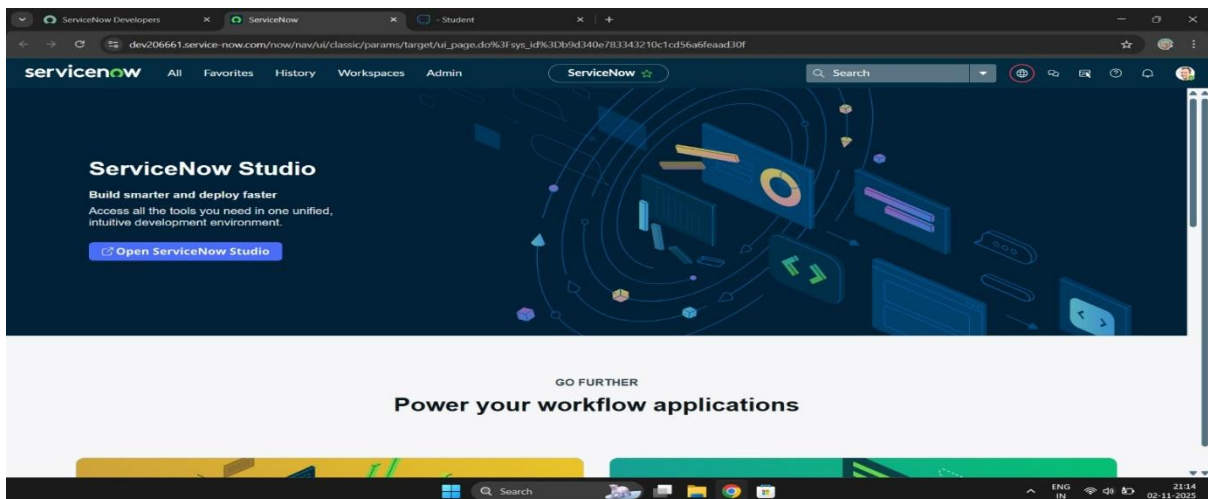 ServiceNow Developers
ServiceNow
- Student
dev206661.service-now.com/now/nav/ui/classic/params/target/ui_page.do%3Fsys_id%3Db9d340e783343210c1cd56a6feaad30f
servicenow All Favorites History Workspaces Admin ServiceNow Search
ServiceNow Studio
Build smarter and deploy faster
Access all the tools you need in one unified,
intuitive development environment.
Open ServiceNow Studio
GO FURTHER
Power your workflow applications
Search
ENG
IN
21:14
02-11-2025